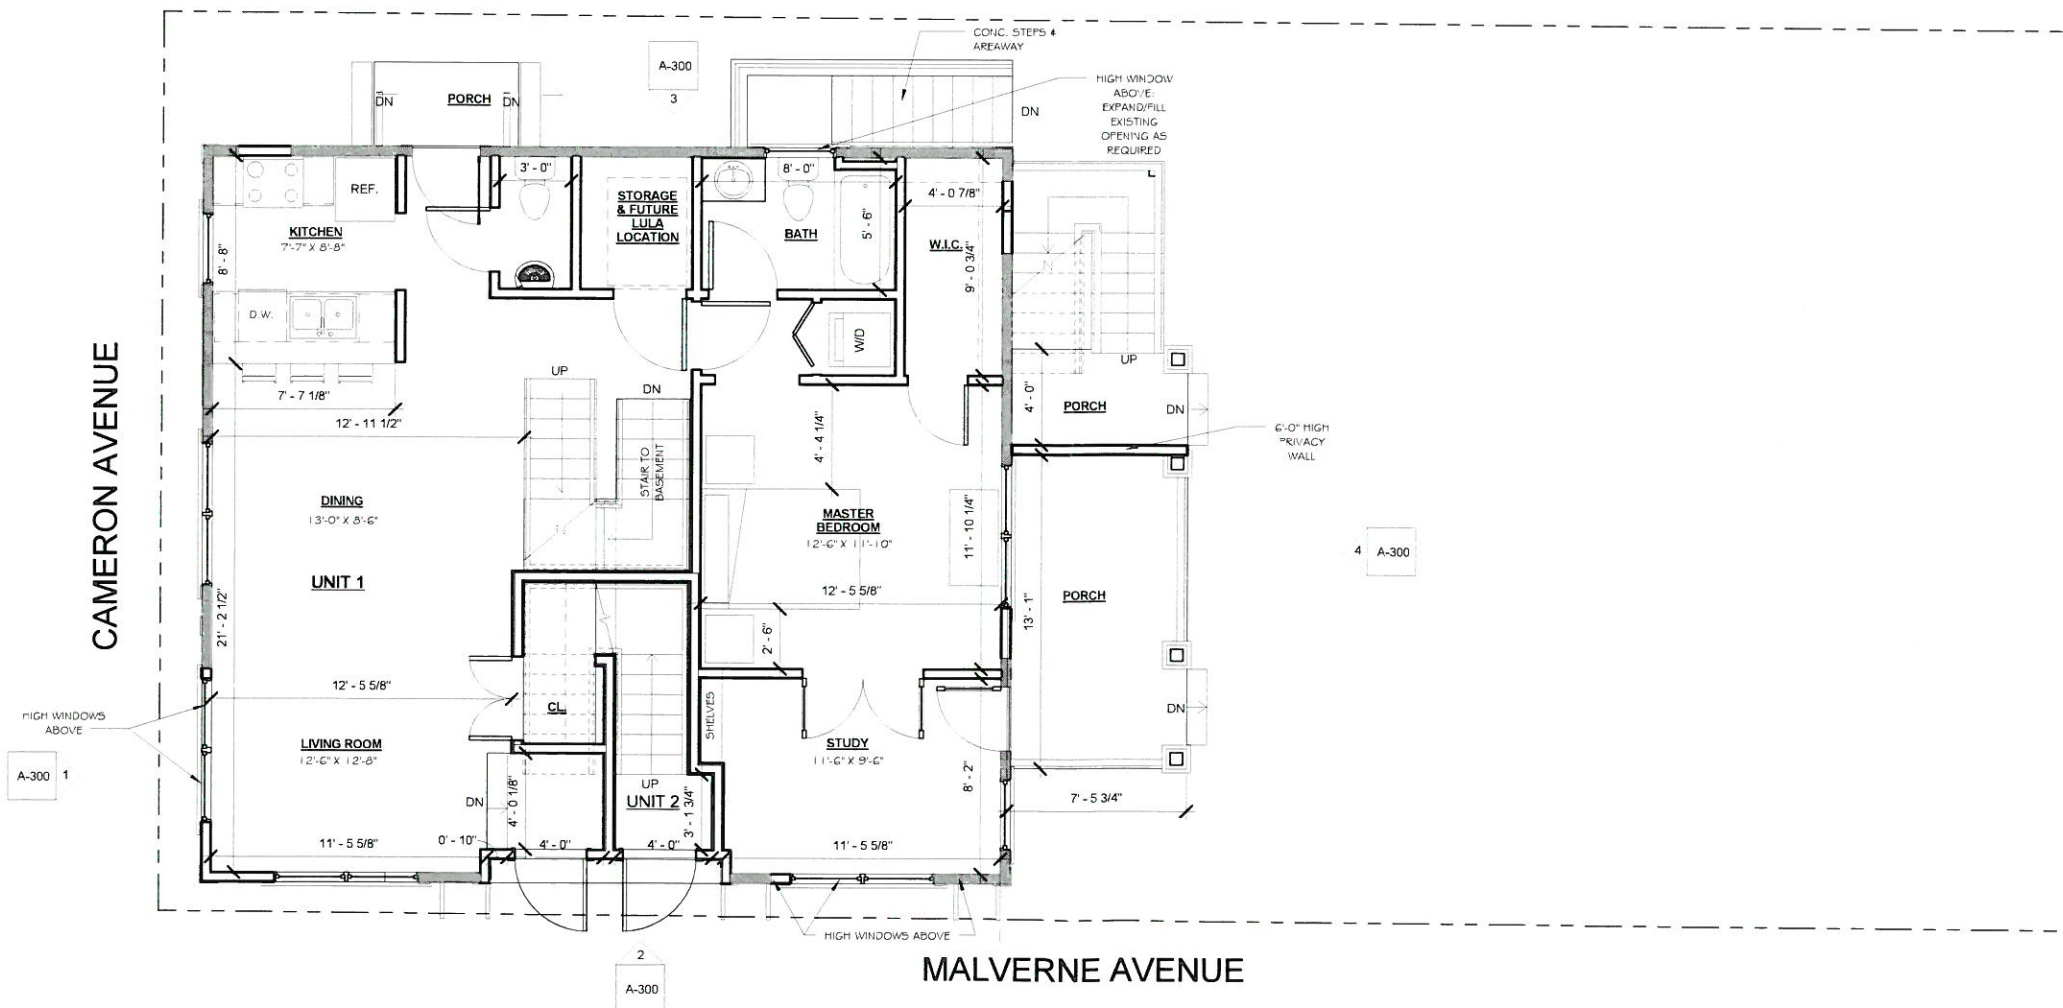 CONC. STEPS &
AREAWAY
A-300
3
HIGH WINDOW
ABOVE:
EXPAND/FILL
EXISTING
OPENING AS
REQUIRED
DN
PORCH
DN
DN
REF.
KITCHEN
7'-7" X 8'-8"
8' - 8"
D.W.
3' - 0"
STORAGE
& FUTURE
LULA
LOCATION
8' - 0"
BATH
5' - 6"
4' - 0 7/8"
W.I.C.
9' - 0 3/4"
W/D
7' - 7 1/8"
12' - 11 1/2"
UP
DN
STAIR TO
BASEMENT
4' - 4 1/4"
UP
4' - 0"
PORCH
DN
6'-0" HIGH
PRIVACY
WALL
CAMERON AVENUE
DINING
13'-0" X 8'-6"
UNIT 1
21' - 2 1/2"
MASTER
BEDROOM
12'-6" X 11'-10"
11' - 10 1/4"
12' - 5 5/8"
2' - 6"
PORCH
13' - 1"
4
A-300
12' - 5 5/8"
CL.
HIGH WINDOWS
ABOVE
A-300
1
LIVING ROOM
12'-6" X 12'-8"
SHELVES
STUDY
11'-6" X 9'-6"
8' - 2"
DN
7' - 5 3/4"
DN
4' - 0 1/8"
UP
UNIT 2
3' - 1 3/4"
11' - 5 5/8"
0' - 10"
4' - 0"
4' - 0"
11' - 5 5/8"
HIGH WINDOWS ABOVE
2
A-300
MALVERNE AVENUE